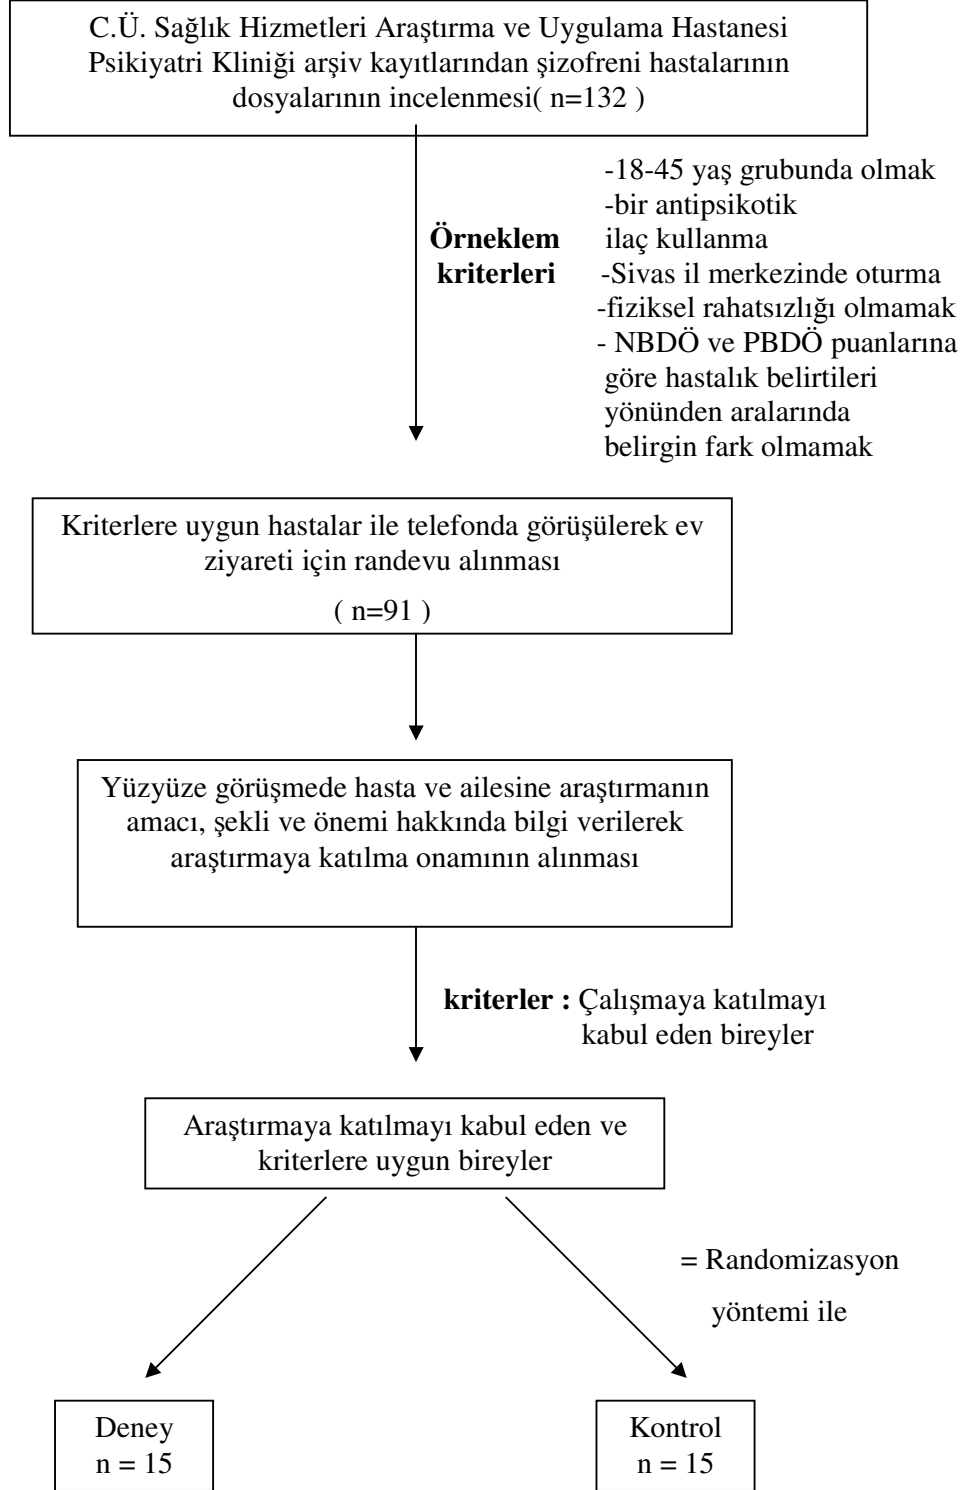 C.Ü. Sağlık Hizmetleri Araştırma ve Uygulama Hastanesi
Psikiyatri Kliniği arşiv kayıtlarından şizofreni hastalarının
dosyalarının incelenmesi( n=132 )
Örneklem
kriterleri
-18-45 yaş grubunda olmak
-bir antipsikotik
ilaç kullanma
-Sivas il merkezinde oturma
-fiziksel rahatsızlığı olmamak
- NBDÖ ve PBDÖ puanlarına
göre hastalık belirtileri
yönünden aralarında
belirgin fark olmamak
Kriterlere uygun hastalar ile telefonda görüşülerek ev
ziyareti için randevu alınması
( n=91 )
Yüzyüze görüşmede hasta ve ailesine araştırmanın
amacı, şekli ve önemi hakkında bilgi verilerek
araştırmaya katılma onamının alınması
kriterler : Çalışmaya katılmayı
kabul eden bireyler
Araştırmaya katılmayı kabul eden ve
kriterlere uygun bireyler
= Randomizasyon
yöntemi ile
Deney
n = 15
Kontrol
n = 15